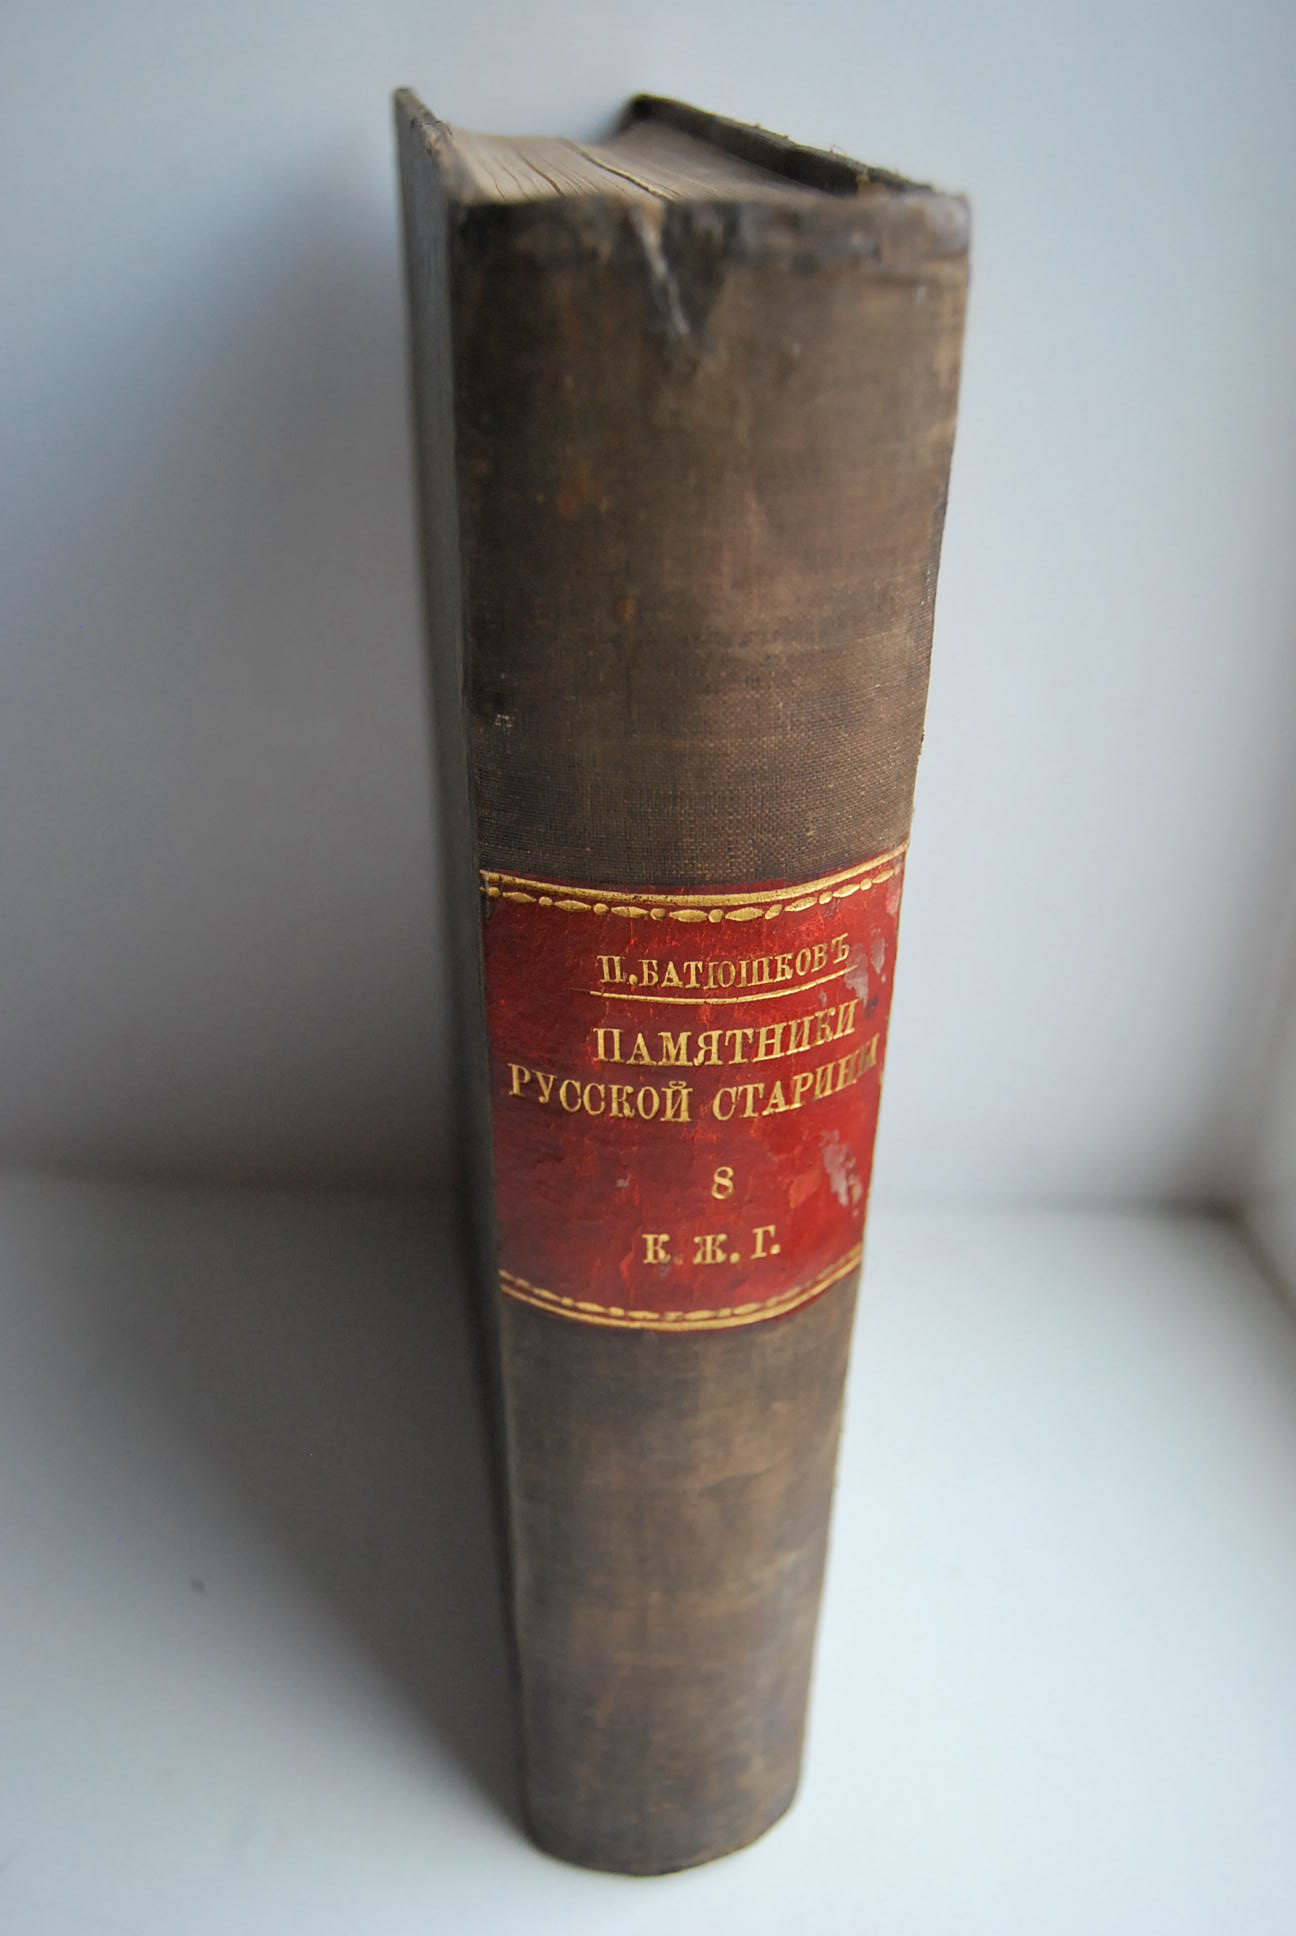 П.БАТЮШКОВЪ
ПАМЯТНИКИ
РУССКОЙ СТАРИНЫ
8
К. Ж. Г.